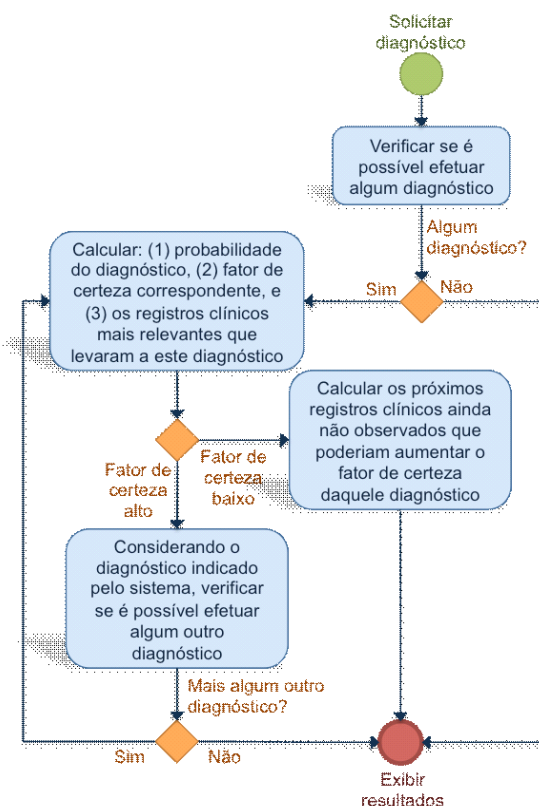 Solicitar
diagnóstico
Verificar se é
possível efetuar
algum diagnóstico
Algum
diagnóstico?
Sim
Não
Calcular: (1) probabilidade
do diagnóstico, (2) fator de
certeza correspondente, e
(3) os registros clínicos
mais relevantes que
levaram a este diagnóstico
Fator de
certeza
alto
Fator de
certeza
baixo
Calcular os próximos
registros clínicos ainda
não observados que
poderiam aumentar o
fator de certeza
daquele diagnóstico
Considerando o
diagnóstico indicado
pelo sistema, verificar
se é possível efetuar
algum outro
diagnóstico
Mais algum outro
diagnóstico?
Sim
Não
Exibir
resultados